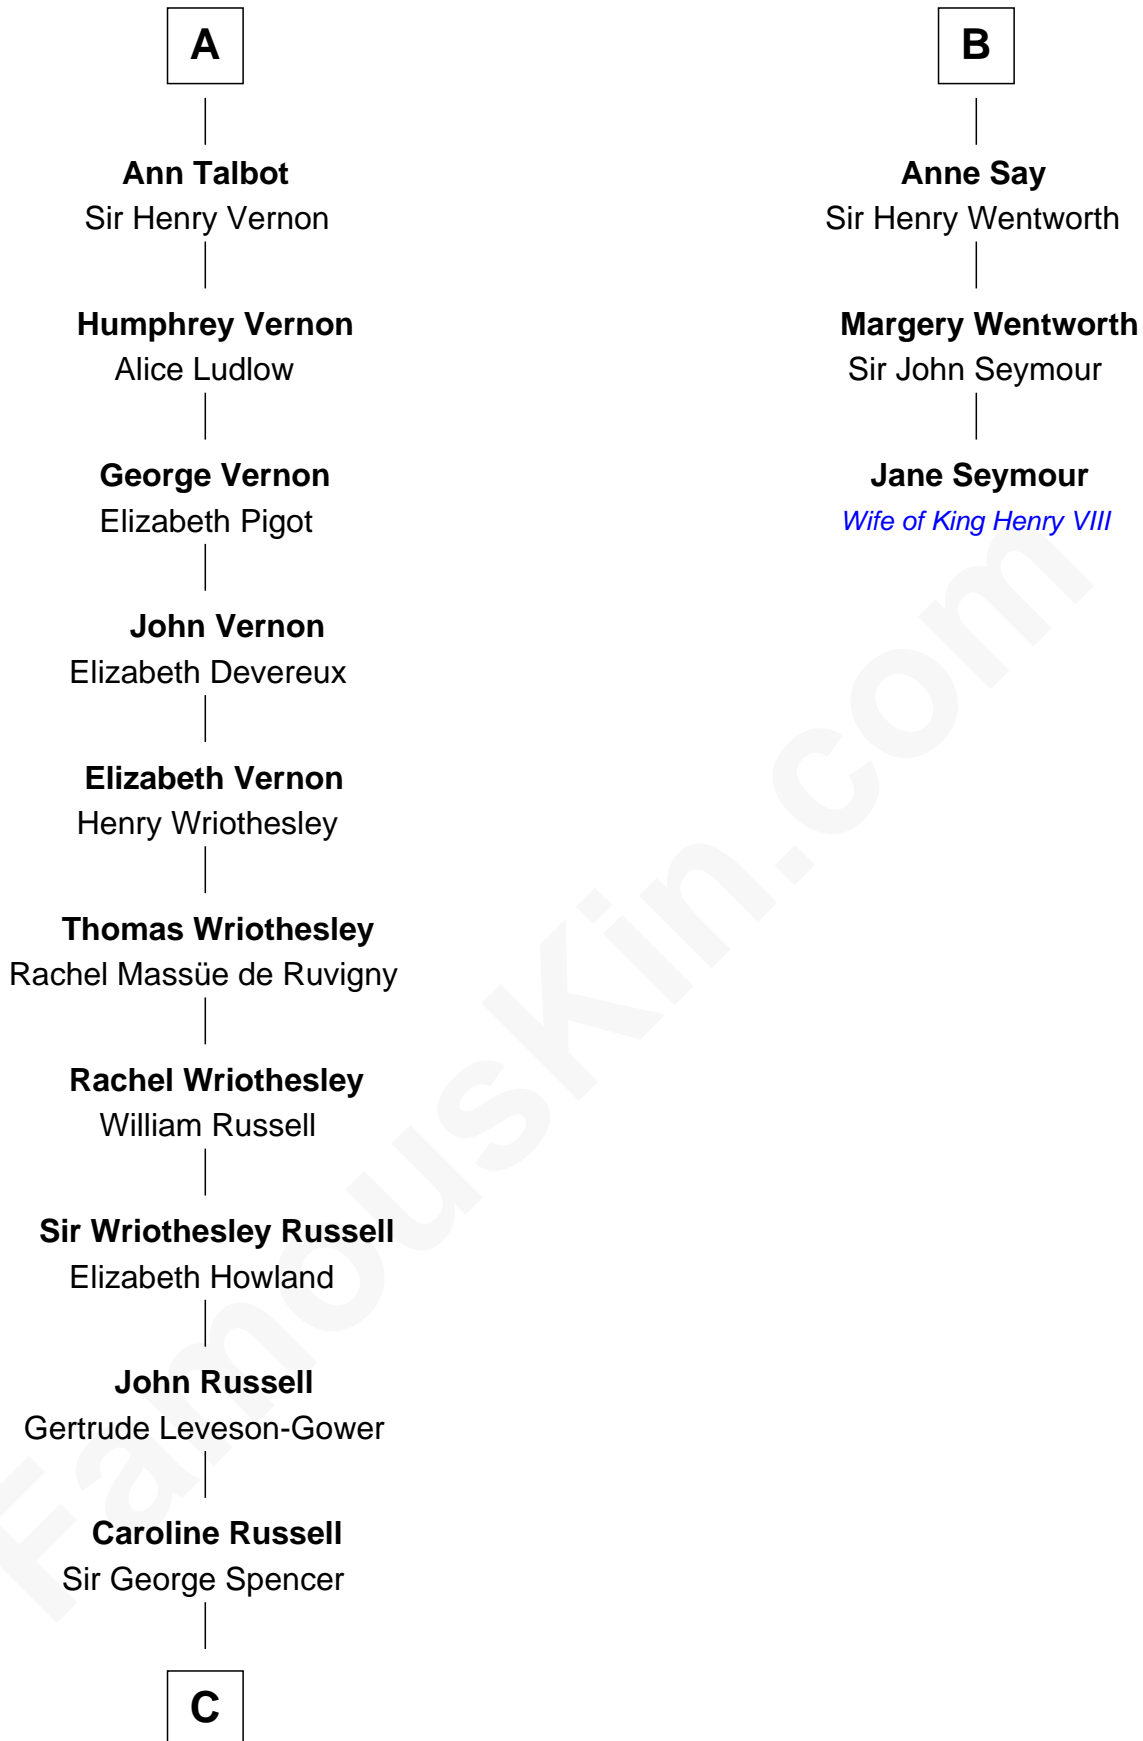 A
Ann Talbot
Sir Henry Vernon
Humphrey Vernon
Alice Ludlow
George Vernon
Elizabeth Pigot
John Vernon
Elizabeth Devereux
Elizabeth Vernon
Henry Wriothesley
Thomas Wriothesley
Rachel Massüe de Ruvigny
Rachel Wriothesley
William Russell
Sir Wriothesley Russell
Elizabeth Howland
John Russell
Gertrude Leveson-Gower
Caroline Russell
Sir George Spencer
C
B
Anne Say
Sir Henry Wentworth
Margery Wentworth
Sir John Seymour
Jane Seymour
Wife of King Henry VIII
FamousKin.com